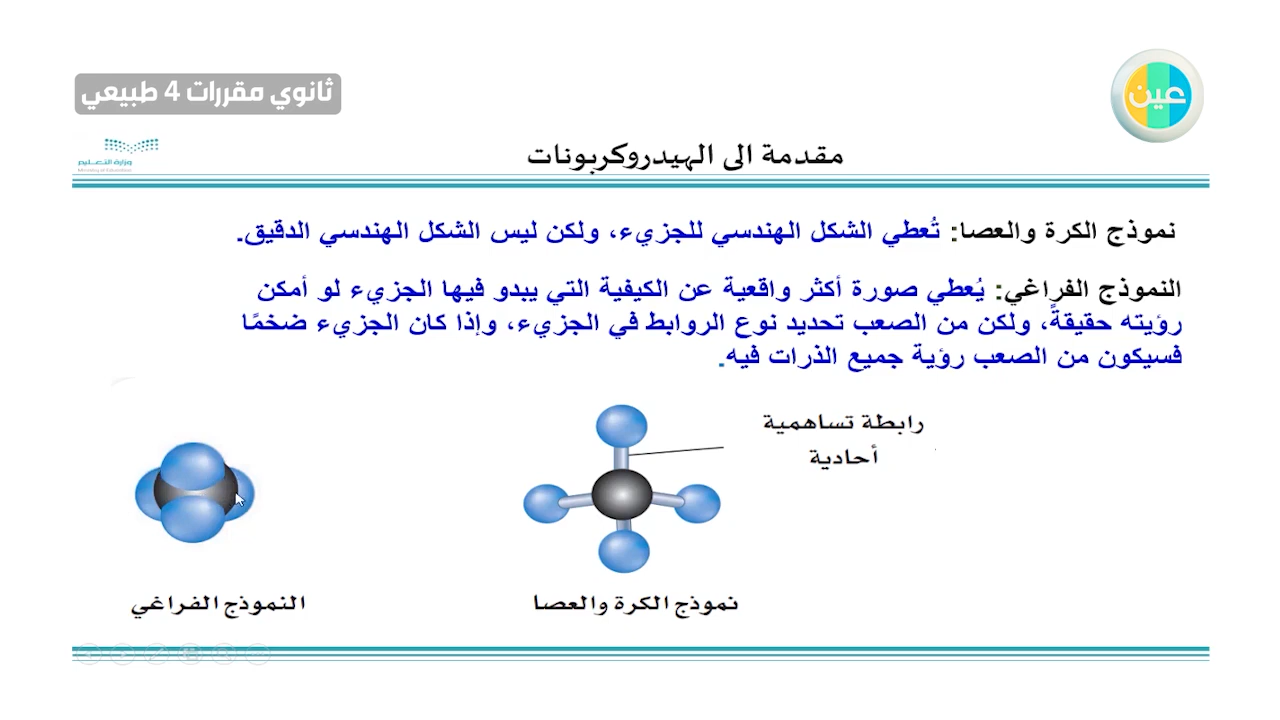 ثانوي مقررات 4 طبيعي
عين
وزارة التعليم
Ministry of Education
مقدمة الى الهيدروكربونات
نموذج الكرة والعصا: تُعطي الشكل الهندسي للجزيء، ولكن ليس الشكل الهندسي الدقيق.
النموذج الفراغي: يُعطي صورة أكثر واقعية عن الكيفية التي يبدو فيها الجزيء لو أمكن
رؤيته حقيقةً، ولكن من الصعب تحديد نوع الروابط في الجزيء، وإذا كان الجزيء ضخمًا
فسيكون من الصعب رؤية جميع الذرات فيه.
رابطة تساهمية
أحادية
نموذج الكرة والعصا
النموذج الفراغي